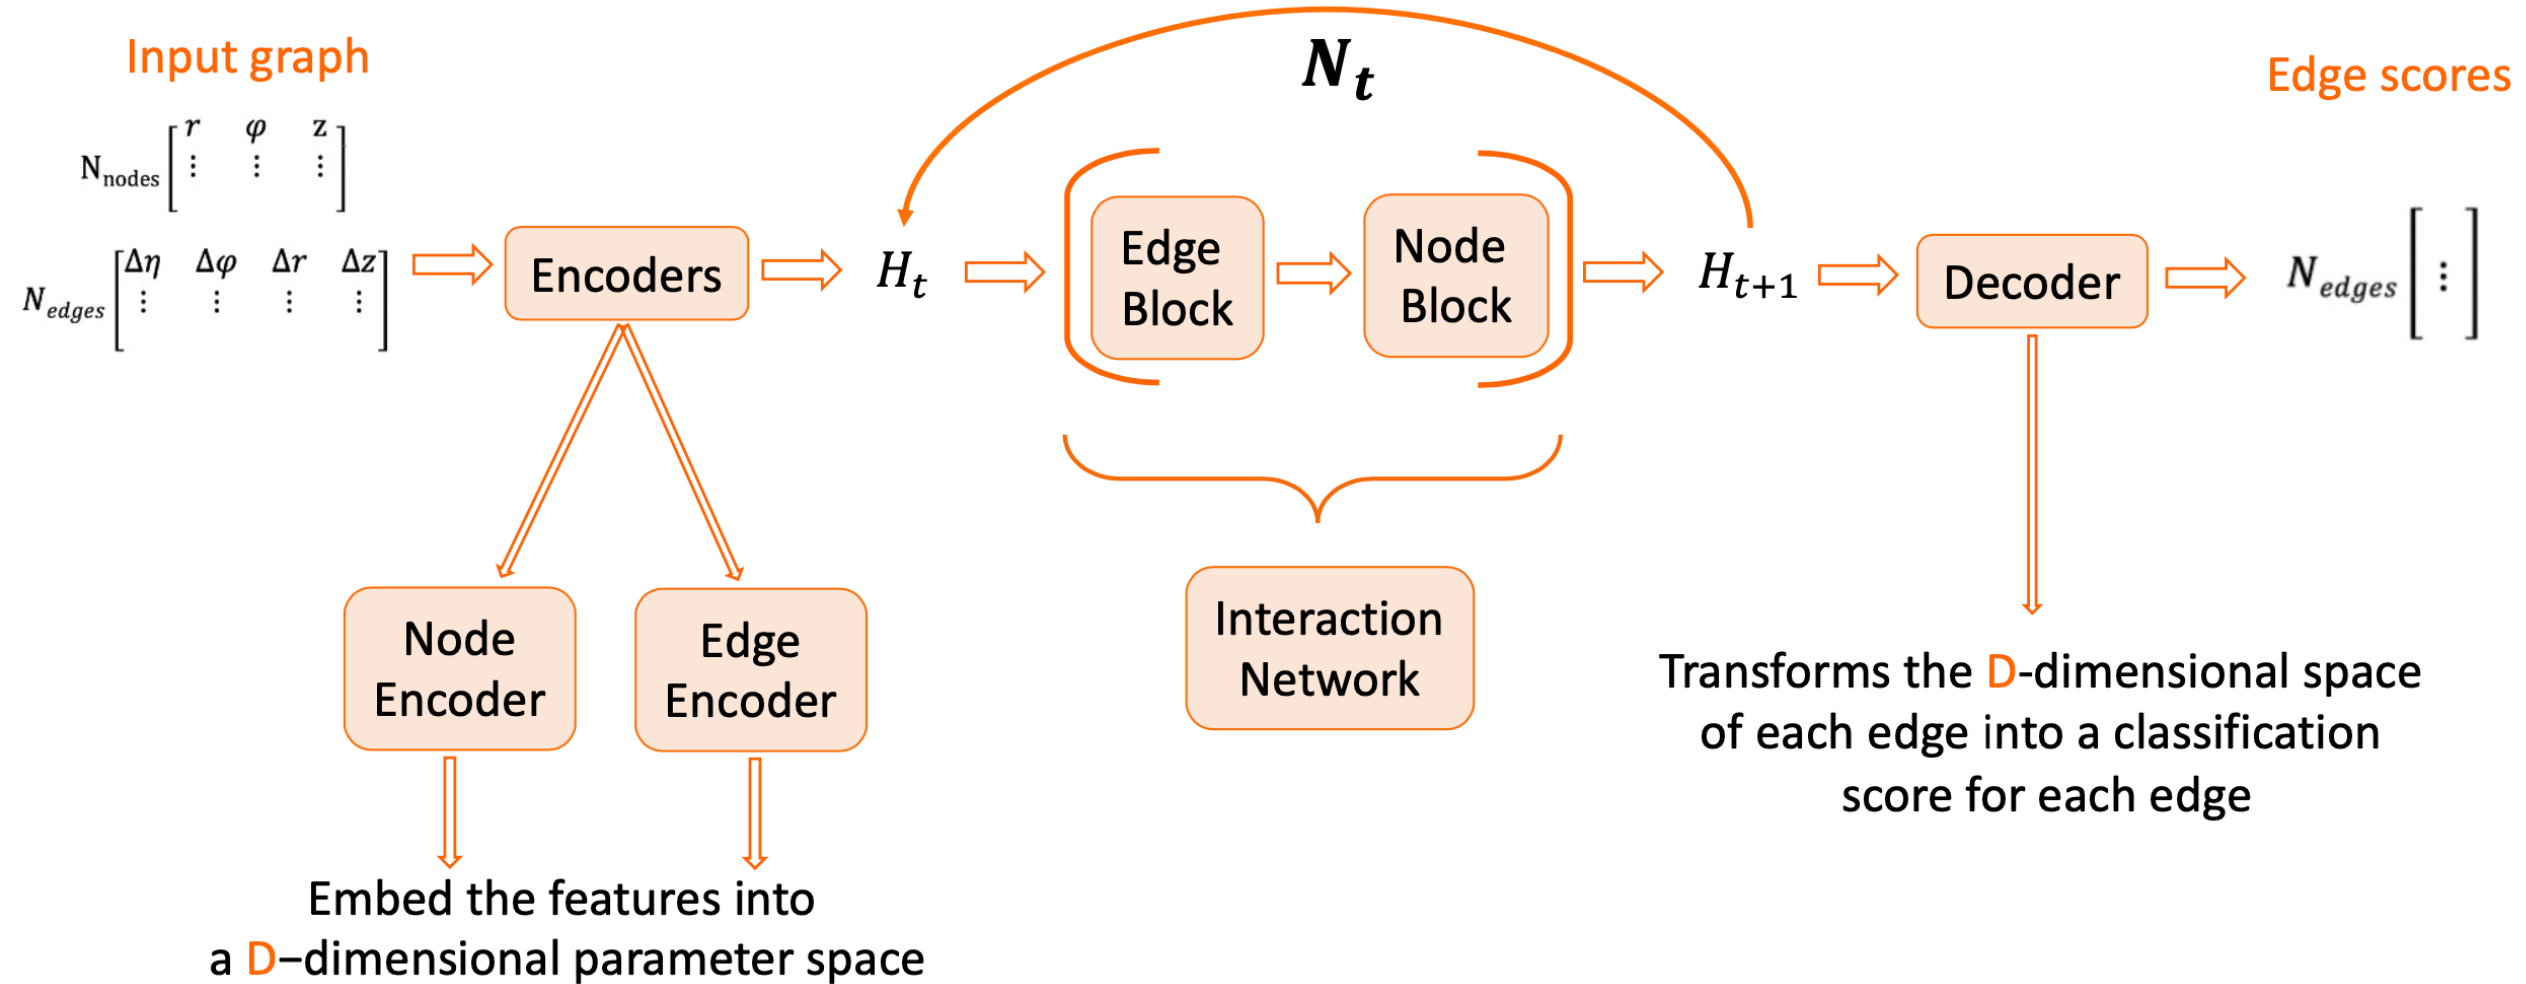 Input graph
N_nodes [r φ z
⋮ ⋮ ⋮]
N_edges [Δη Δφ Δr Δz
⋮ ⋮ ⋮ ⋮]
Encoders
H_t
N_t
Edge
Block
Node
Block
H_{t+1}
Decoder
Edge scores
N_edges [⋮]
Node
Encoder
Edge
Encoder
Embed the features into
a D–dimensional parameter space
Interaction
Network
Transforms the D-dimensional space
of each edge into a classification
score for each edge